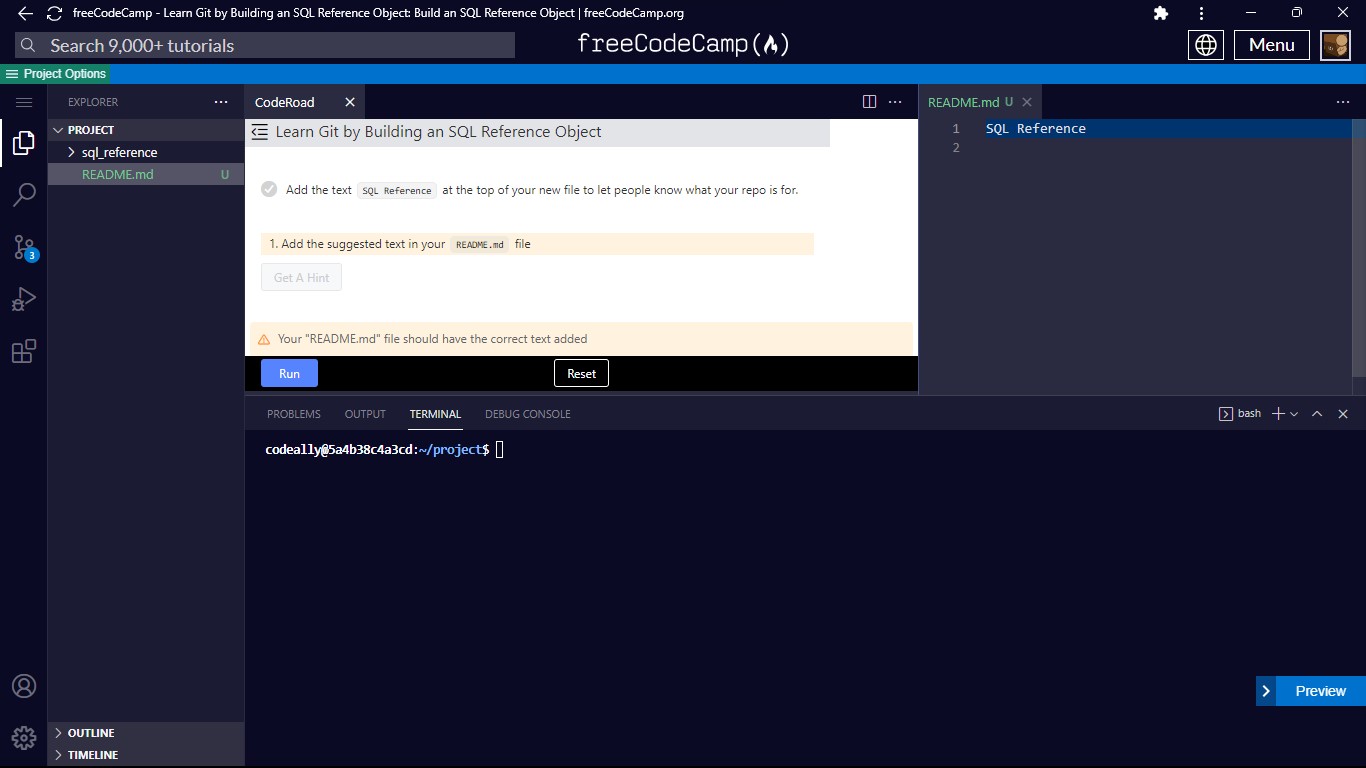 freeCodeCamp - Learn Git by Building an SQL Reference Object: Build an SQL Reference Object | freeCodeCamp.org
Search 9,000+ tutorials
freeCodeCamp(🔥)
Menu
Project Options
EXPLORER
CodeRoad
README.md U
PROJECT
sql_reference
README.md U
3
Learn Git by Building an SQL Reference Object
Add the text SQL Reference at the top of your new file to let people know what your repo is for.
1. Add the suggested text in your README.md file
Get A Hint
Your "README.md" file should have the correct text added
Run
Reset
1 SQL Reference
2
PROBLEMS OUTPUT TERMINAL DEBUG CONSOLE
bash
codeally@5a4b38c4a3cd:~/project$
Preview
OUTLINE
TIMELINE